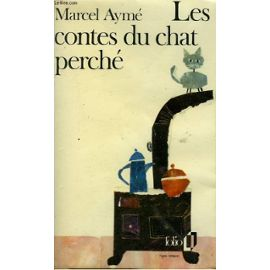 Marcel Aymé Les
contes du chat
perché
folio